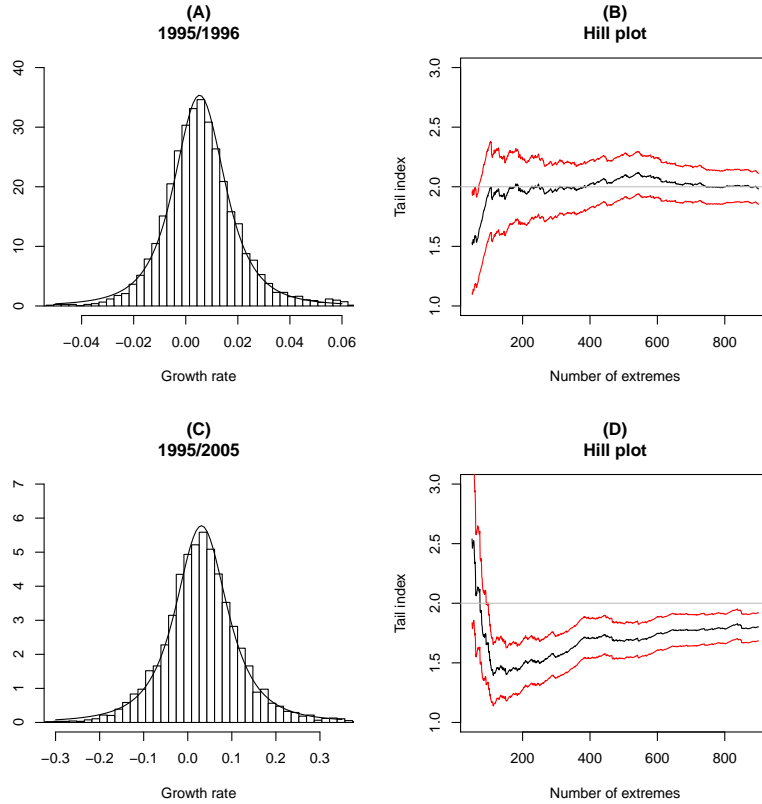 (A)
1995/1996
0 10 20 30 40
−0.04 −0.02 0.00 0.02 0.04 0.06
Growth rate
(B)
Hill plot
Tail index
1.0 1.5 2.0 2.5 3.0
200 400 600 800
Number of extremes
(C)
1995/2005
0 1 2 3 4 5 6 7
−0.3 −0.2 −0.1 0.0 0.1 0.2 0.3
Growth rate
(D)
Hill plot
Tail index
1.0 1.5 2.0 2.5 3.0
200 400 600 800
Number of extremes